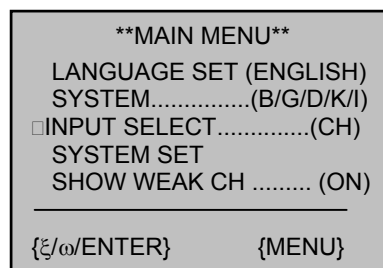 **MAIN MENU**
LANGUAGE SET (ENGLISH)
SYSTEM...............(B/G/D/K/I)
□INPUT SELECT..............(CH)
SYSTEM SET
SHOW WEAK CH ......... (ON)
{ξ/ω/ENTER} {MENU}